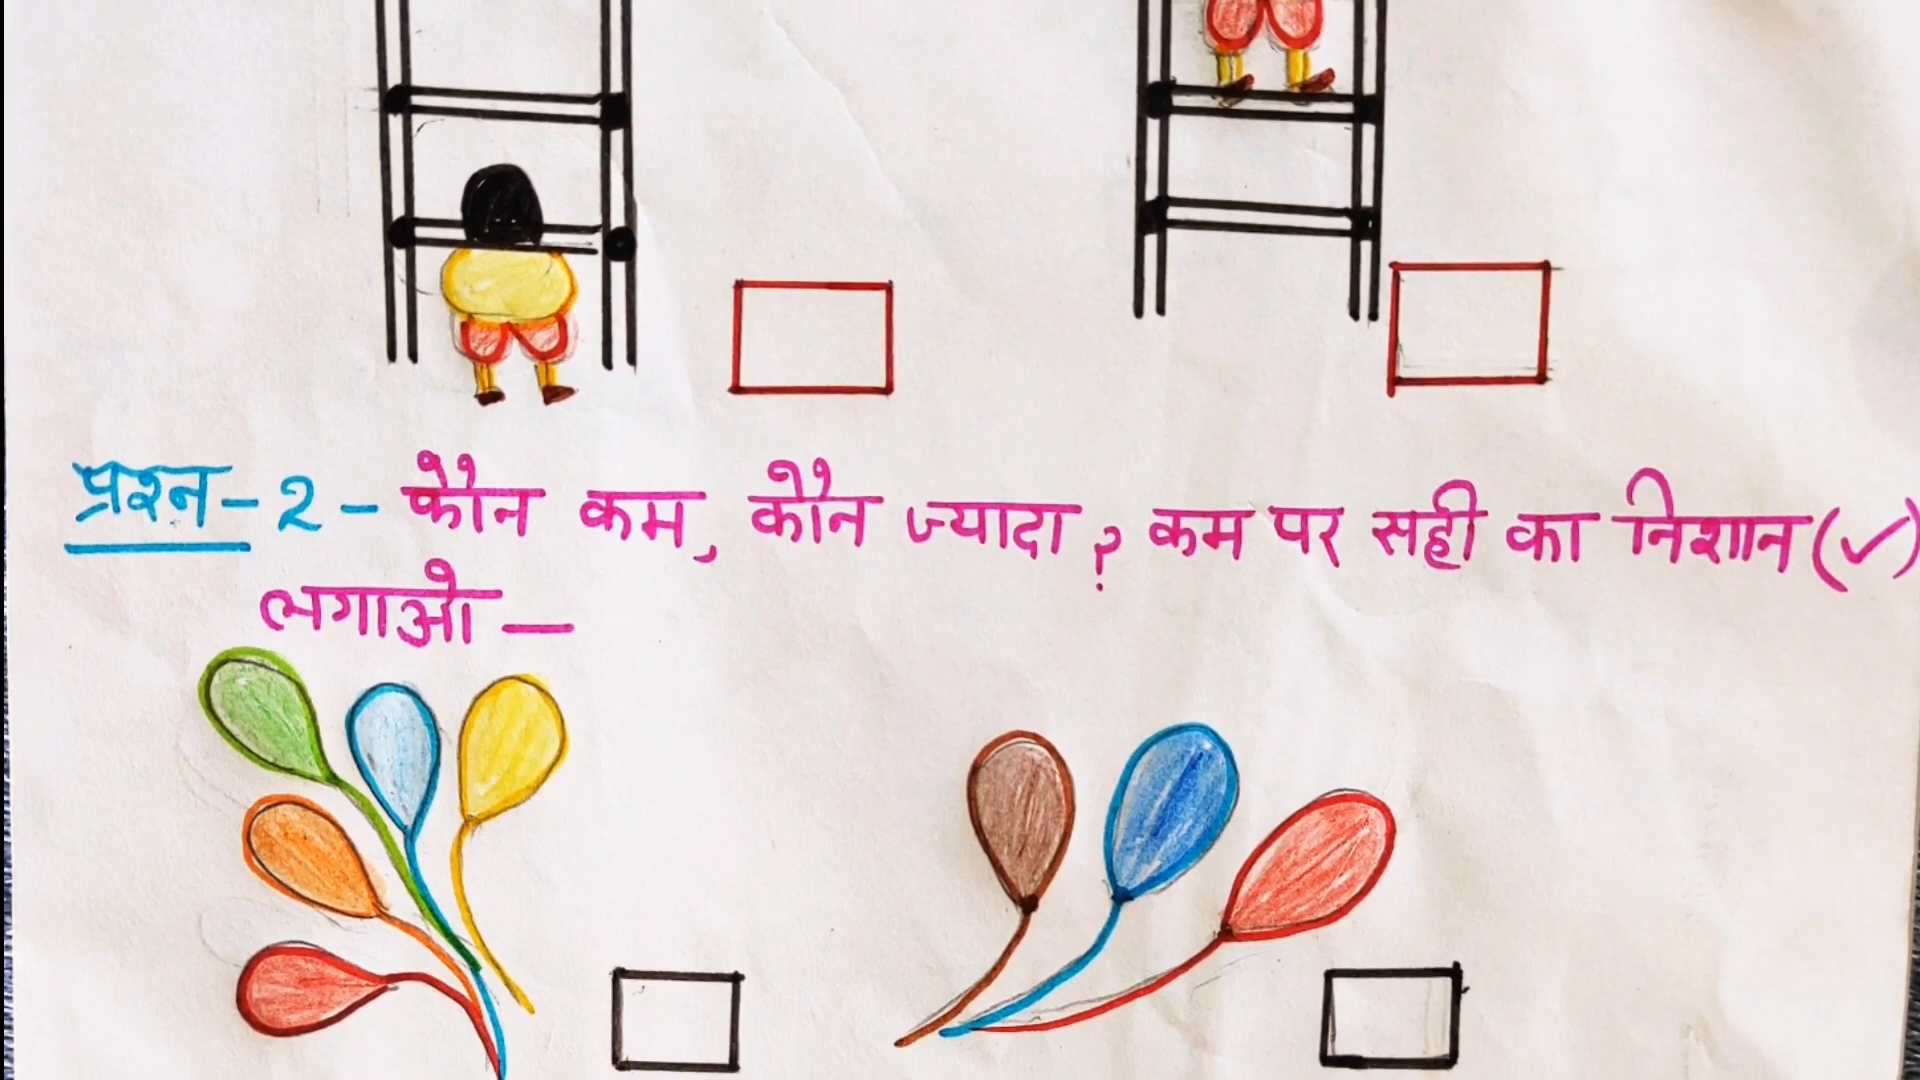 प्रश्न-2- कौन कम, कौन ज्यादा? कम पर सही का निशान(✓)
लगाओ-